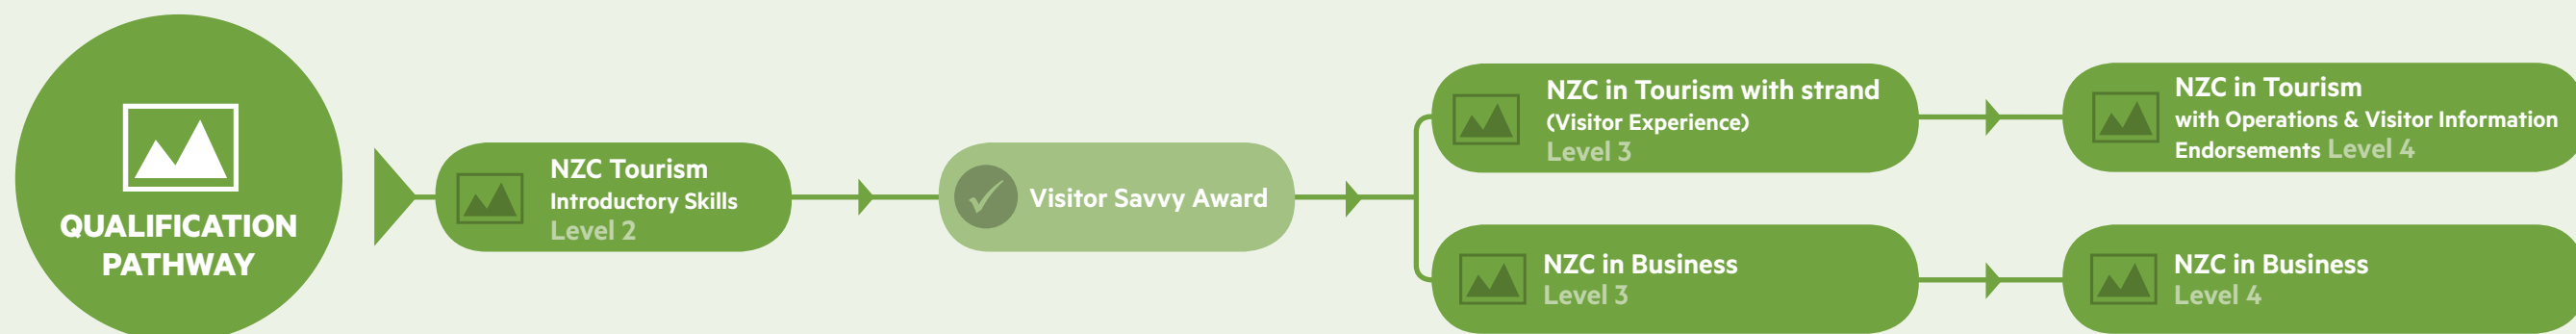 QUALIFICATION
PATHWAY
NZC Tourism
Introductory Skills
Level 2
Visitor Savvy Award
NZC in Tourism with strand
(Visitor Experience)
Level 3
NZC in Tourism
with Operations & Visitor Information
Endorsements Level 4
NZC in Business
Level 3
NZC in Business
Level 4